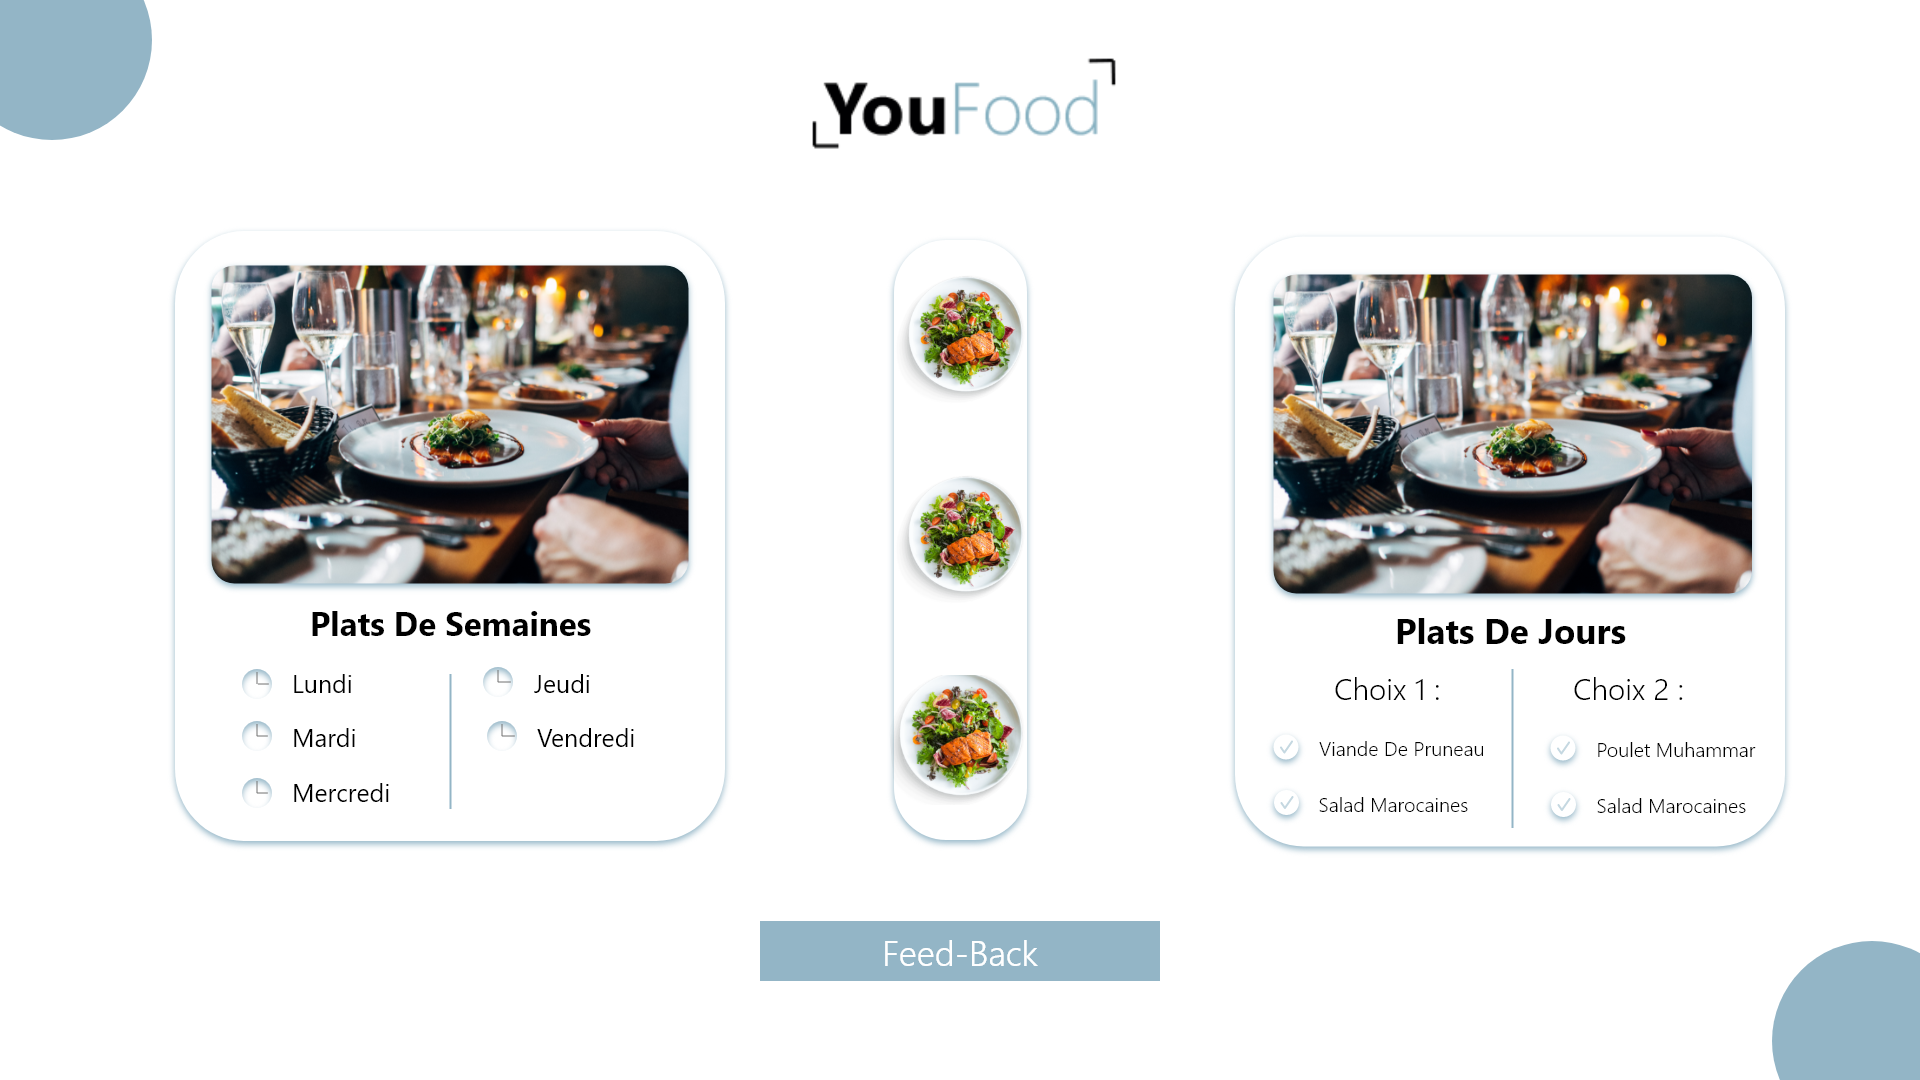 YouFood
Plats De Semaines
Lundi
Mardi
Mercredi
Jeudi
Vendredi
Plats De Jours
Choix 1 :
Viande De Pruneau
Salad Marocaines
Choix 2 :
Poulet Muhammar
Salad Marocaines
Feed-Back